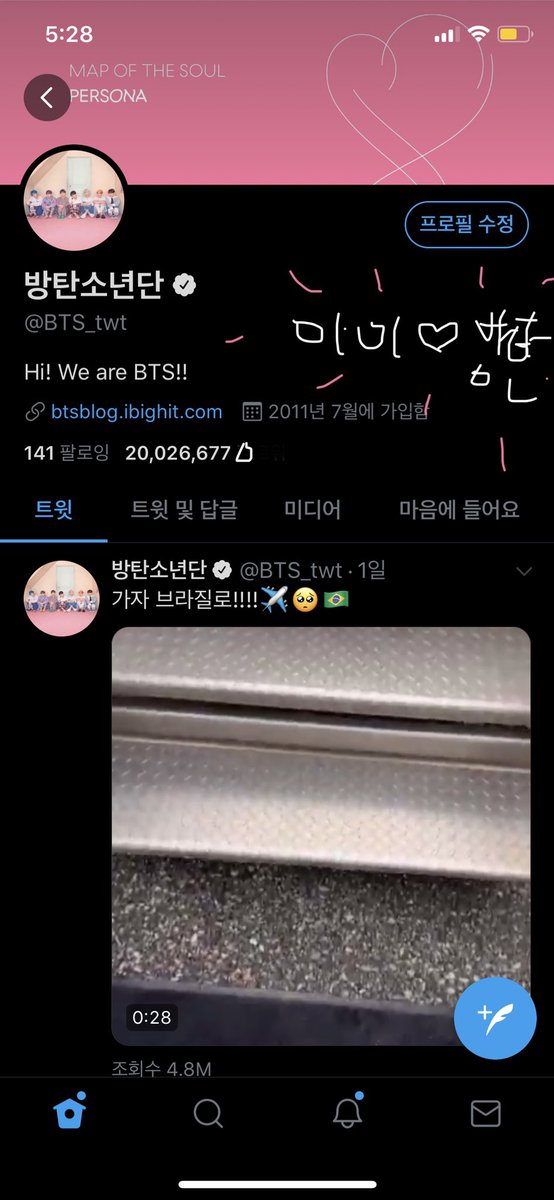 5:28
MAP OF THE SOUL
PERSONA
프로필 수정
방탄소년단
@BTS_twt
Hi! We are BTS!!
btsblog.ibighit.com 2011년 7월에 가입함
141 팔로잉 20,026,677
트윗 트윗 및 답글 미디어 마음에 들어요
방탄소년단 @BTS_twt · 1일
가자 브라질로!!!!✈️🥺🇧🇷
0:28
조회수 4.8M